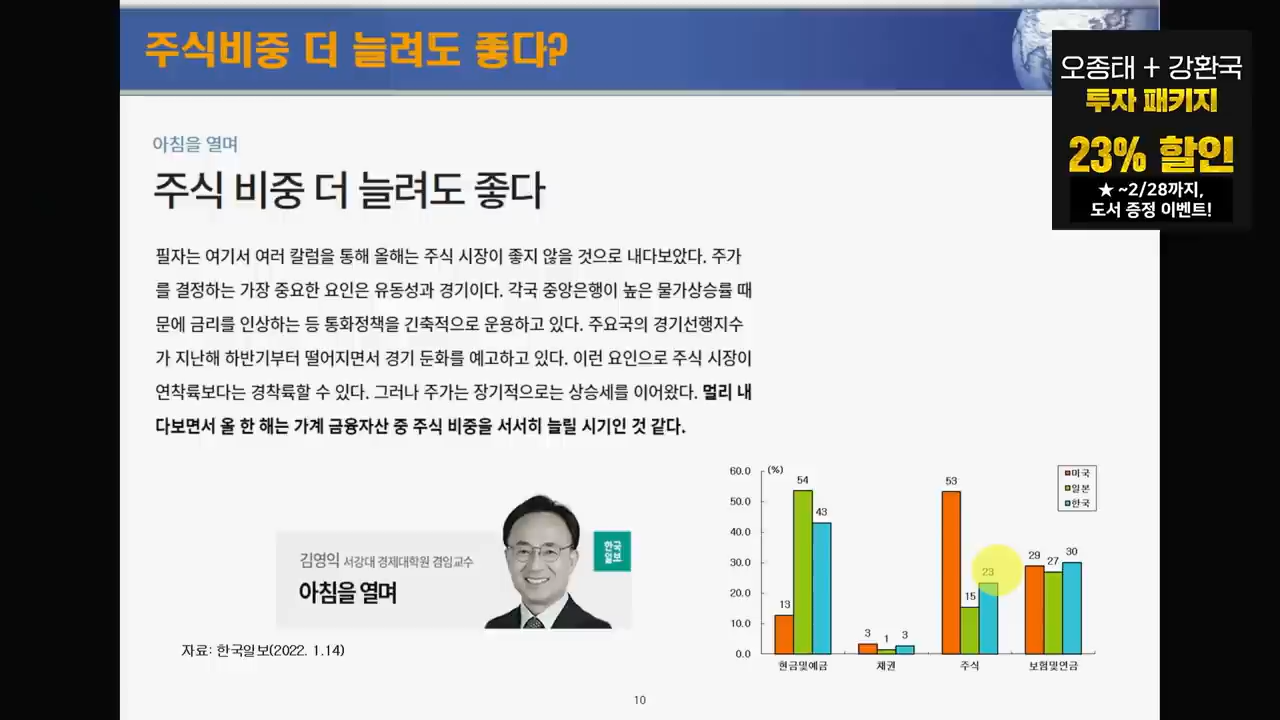 주식비중 더 늘려도 좋다?
오종태 + 강환국
투자 패키지
23% 할인
★ ~2/28까지,
도서 증정 이벤트!
아침을 열며
주식 비중 더 늘려도 좋다
필자는 여기서 여러 칼럼을 통해 올해는 주식 시장이 좋지 않을 것으로 내다보았다. 주가
를 결정하는 가장 중요한 요인은 유동성과 경기이다. 각국 중앙은행이 높은 물가상승률 때
문에 금리를 인상하는 등 통화정책을 긴축적으로 운용하고 있다. 주요국의 경기선행지수
가 지난해 하반기부터 떨어지면서 경기 둔화를 예고하고 있다. 이런 요인으로 주식 시장이
연착륙보다는 경착륙할 수 있다. 그러나 주가는 장기적으로는 상승세를 이어왔다. 멀리 내
다보면서 올 한 해는 가계 금융자산 중 주식 비중을 서서히 늘릴 시기인 것 같다.
김영익 서강대 경제대학원 겸임교수
아침을 열며
한국
일보
자료: 한국일보(2022. 1.14)
(%)
60.0
50.0
40.0
30.0
20.0
10.0
0.0
13
54
43
3
1
3
53
15
23
29
27
30
현금및예금
채권
주식
보험및연금
미국
일본
한국
10